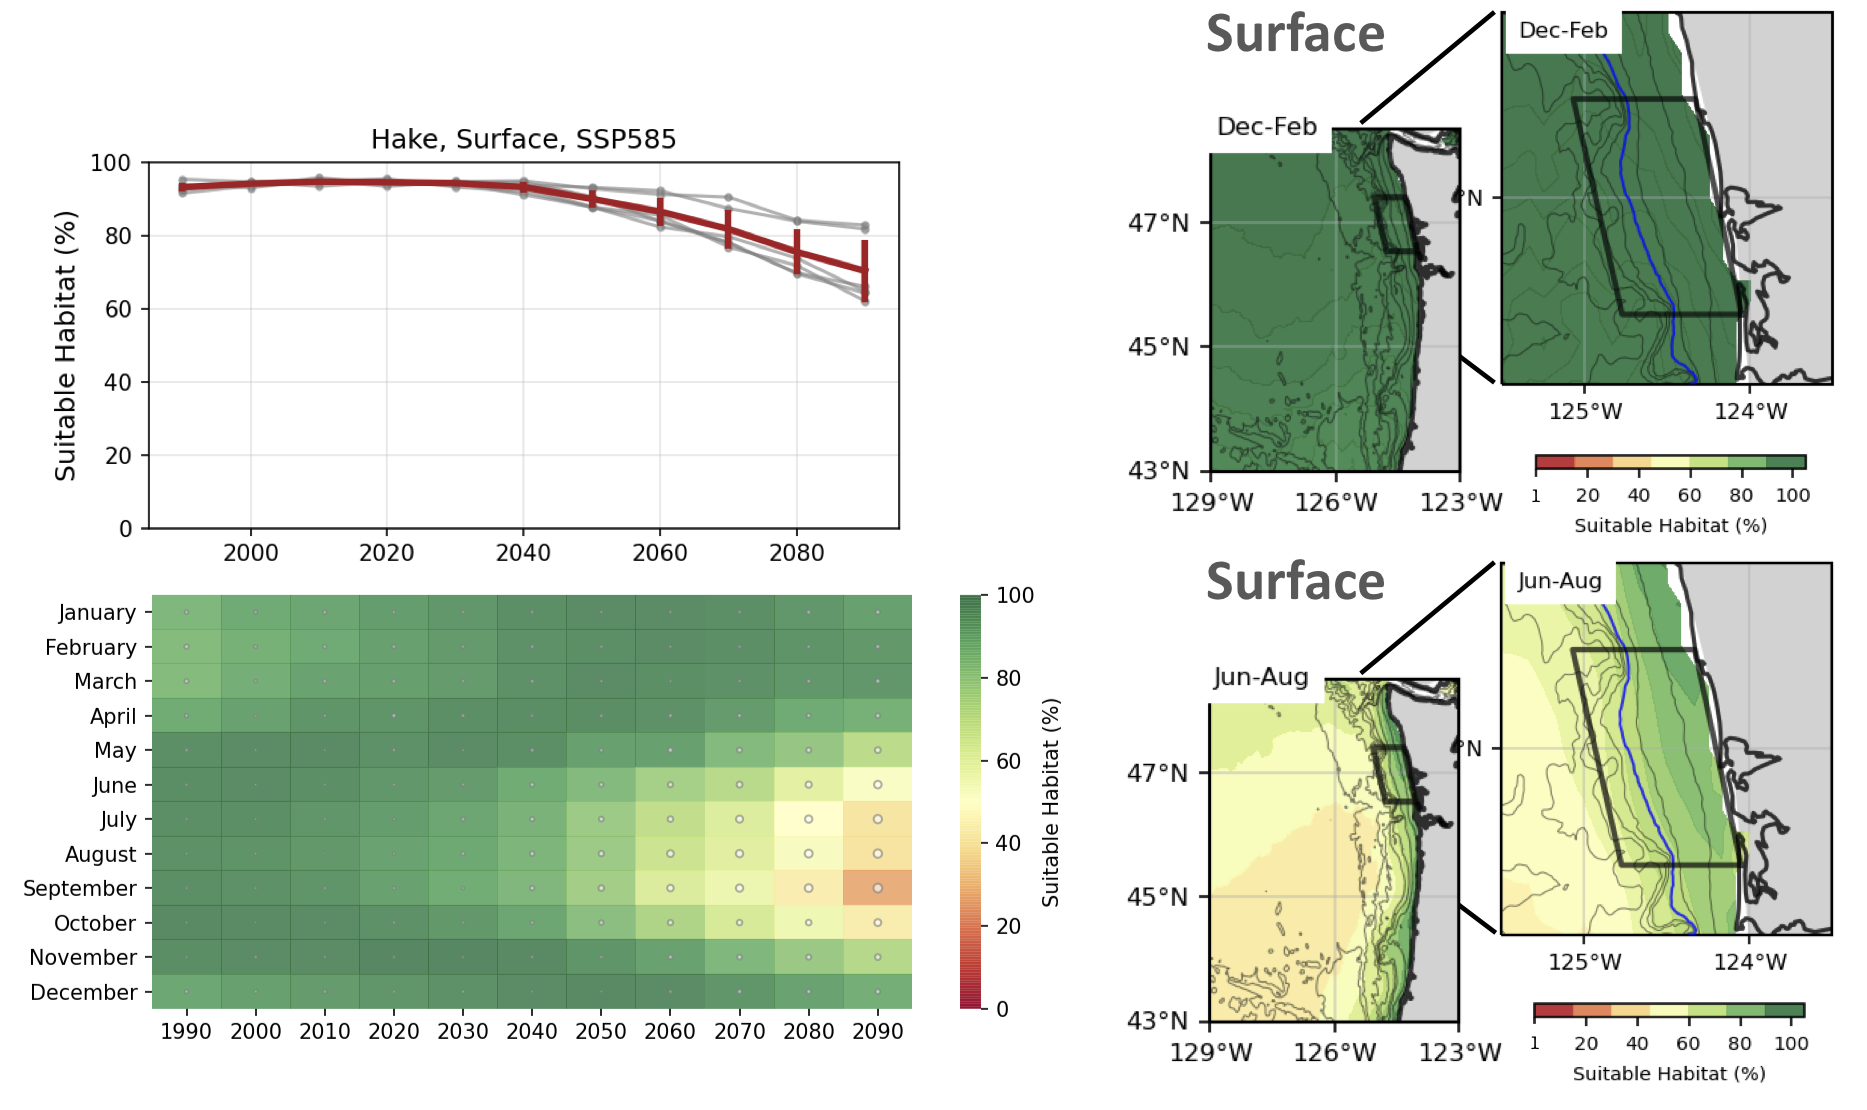 Hake, Surface, SSP585
Suitable Habitat (%)
100
80
60
40
20
0
2000 2020 2040 2060 2080
January
February
March
April
May
June
July
August
September
October
November
December
1990 2000 2010 2020 2030 2040 2050 2060 2070 2080 2090
100
80
60
40
20
0
Suitable Habitat (%)
Surface
Dec-Feb
47°N
45°N
43°N
129°W 126°W 123°W
Dec-Feb
°N
125°W 124°W
1 20 40 60 80 100
Suitable Habitat (%)
Surface
Jun-Aug
47°N
45°N
43°N
129°W 126°W 123°W
Jun-Aug
°N
125°W 124°W
1 20 40 60 80 100
Suitable Habitat (%)